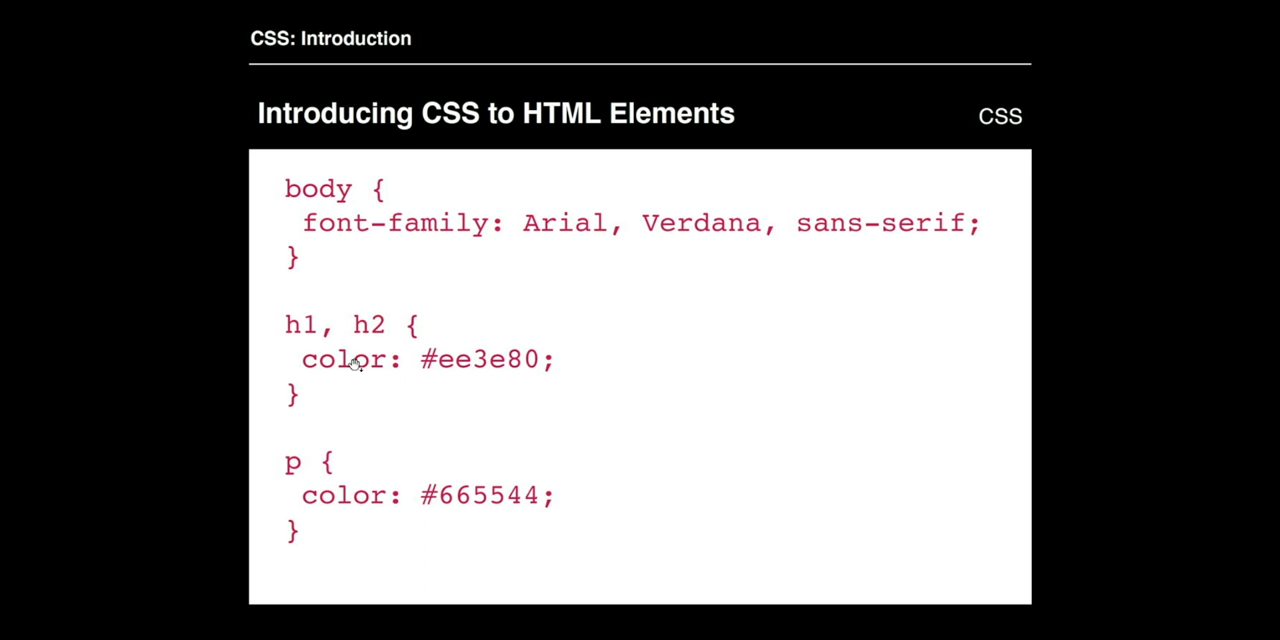 CSS: Introduction
Introducing CSS to HTML Elements
CSS
body {
font-family: Arial, Verdana, sans-serif;
}
h1, h2 {
color: #ee3e80;
}
p {
color: #665544;
}